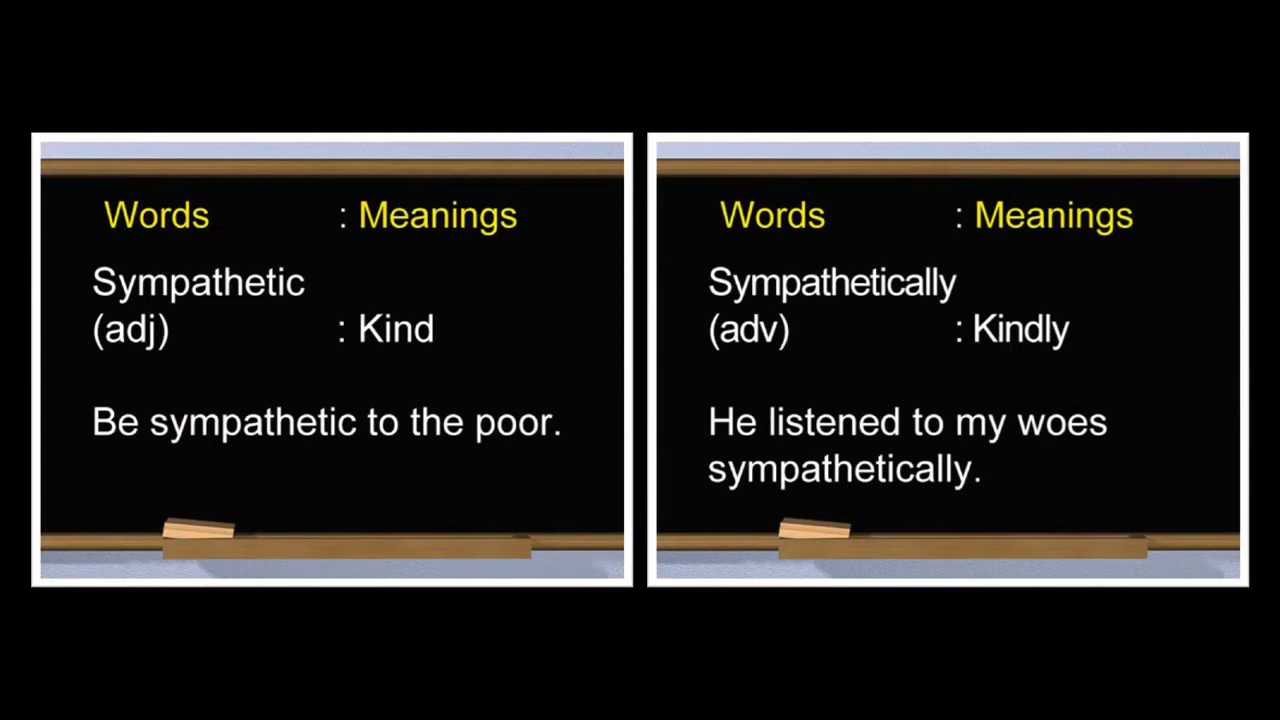 Words : Meanings
Sympathetic
(adj) : Kind
Be sympathetic to the poor.
Words : Meanings
Sympathetically
(adv) : Kindly
He listened to my woes
sympathetically.